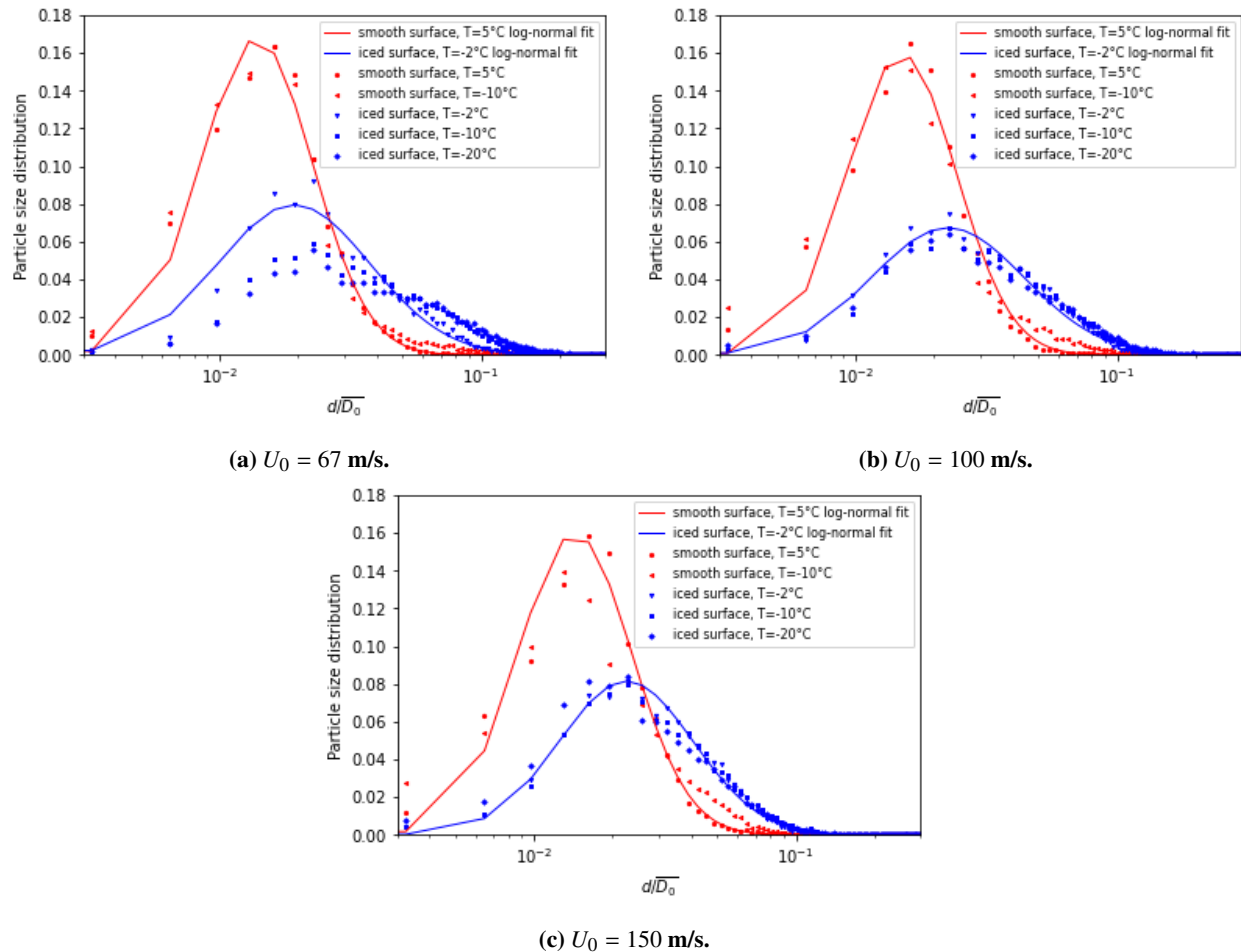 0.18
0.16
0.14
0.12
0.10
0.08
0.06
0.04
0.02
0.00
Particle size distribution
smooth surface, T=5°C log-normal fit
iced surface, T=-2°C log-normal fit
smooth surface, T=5°C
smooth surface, T=-10°C
iced surface, T=-2°C
iced surface, T=-10°C
iced surface, T=-20°C
10⁻² 10⁻¹
d/D̅₀
(a) U₀ = 67 m/s.
0.18
0.16
0.14
0.12
0.10
0.08
0.06
0.04
0.02
0.00
Particle size distribution
smooth surface, T=5°C log-normal fit
iced surface, T=-2°C log-normal fit
smooth surface, T=5°C
smooth surface, T=-10°C
iced surface, T=-2°C
iced surface, T=-10°C
iced surface, T=-20°C
10⁻² 10⁻¹
d/D̅₀
(b) U₀ = 100 m/s.
0.18
0.16
0.14
0.12
0.10
0.08
0.06
0.04
0.02
0.00
Particle size distribution
smooth surface, T=5°C log-normal fit
iced surface, T=-2°C log-normal fit
smooth surface, T=5°C
smooth surface, T=-10°C
iced surface, T=-2°C
iced surface, T=-10°C
iced surface, T=-20°C
10⁻² 10⁻¹
d/D̅₀
(c) U₀ = 150 m/s.